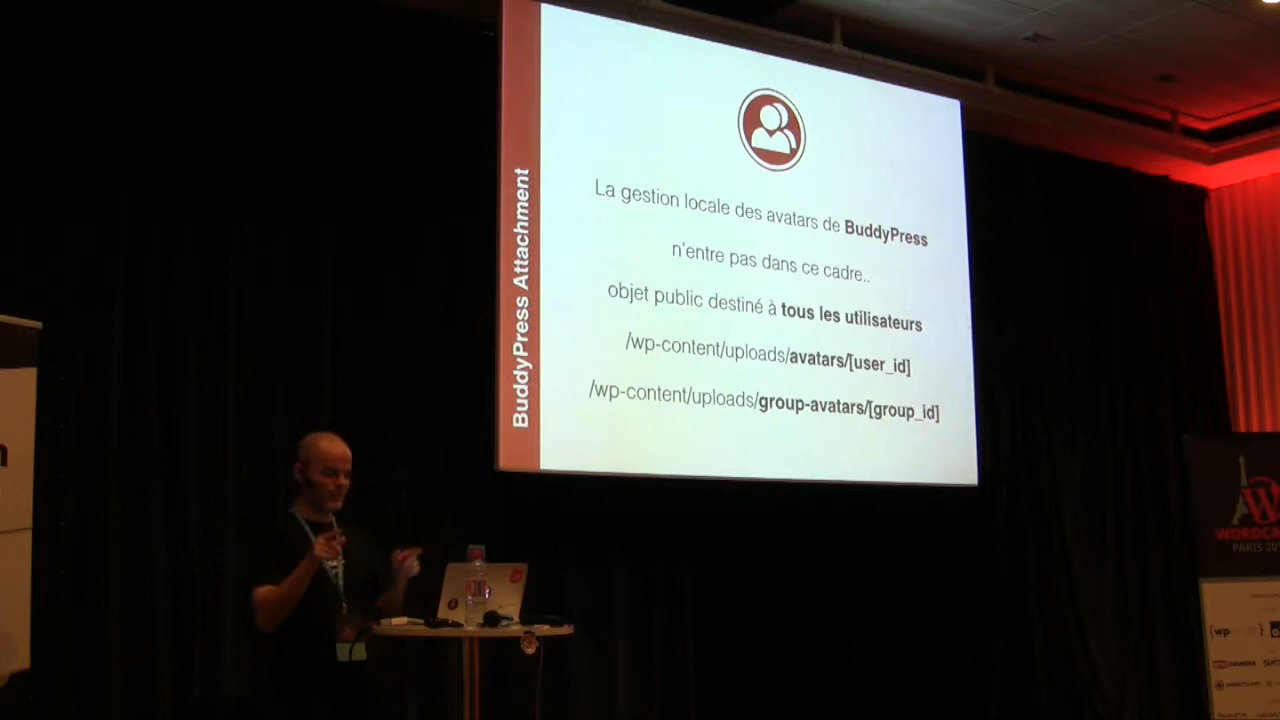 BuddyPress Attachment
La gestion locale des avatars de BuddyPress
n'entre pas dans ce cadre..
objet public destiné à tous les utilisateurs
/wp-content/uploads/avatars/[user_id]
/wp-content/uploads/group-avatars/[group_id]
PARIS